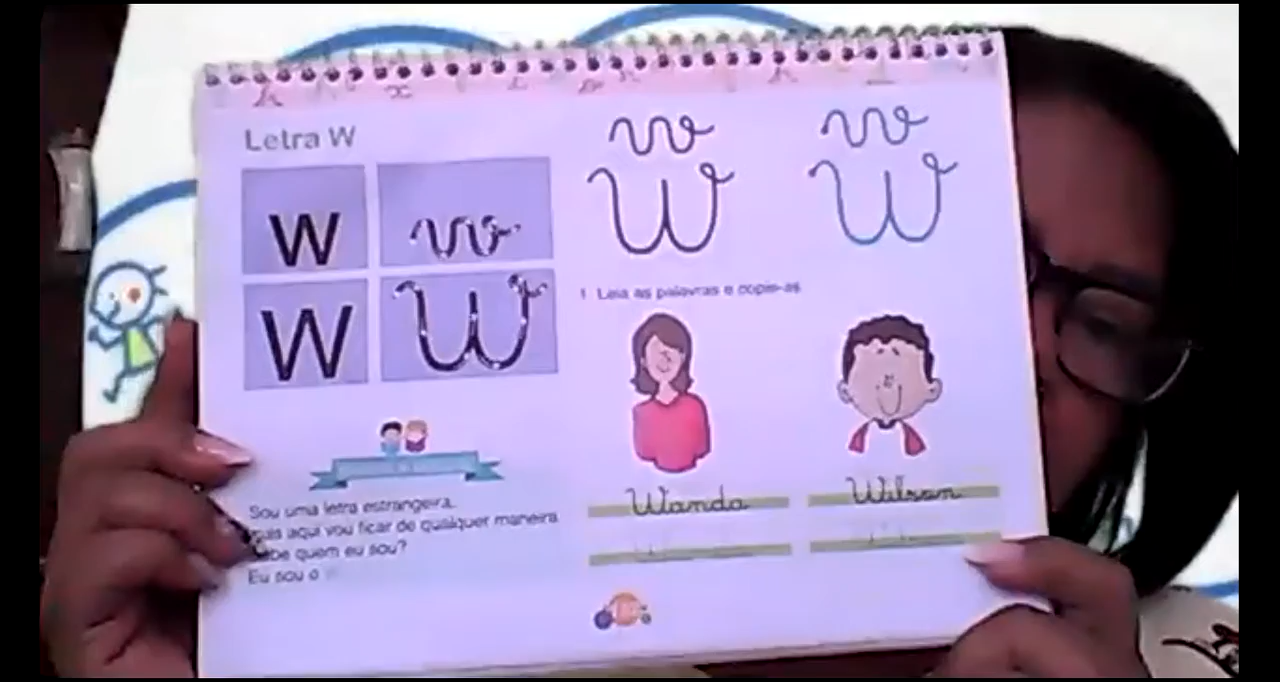 Letra W
w w
W W
Sou uma letra estrangeira,
mais aqui vou ficar de qualquer maneira
sabe quem eu sou?
Eu sou o
w w
W W
1 Leia as palavras e copie-as
Wanda Wilson